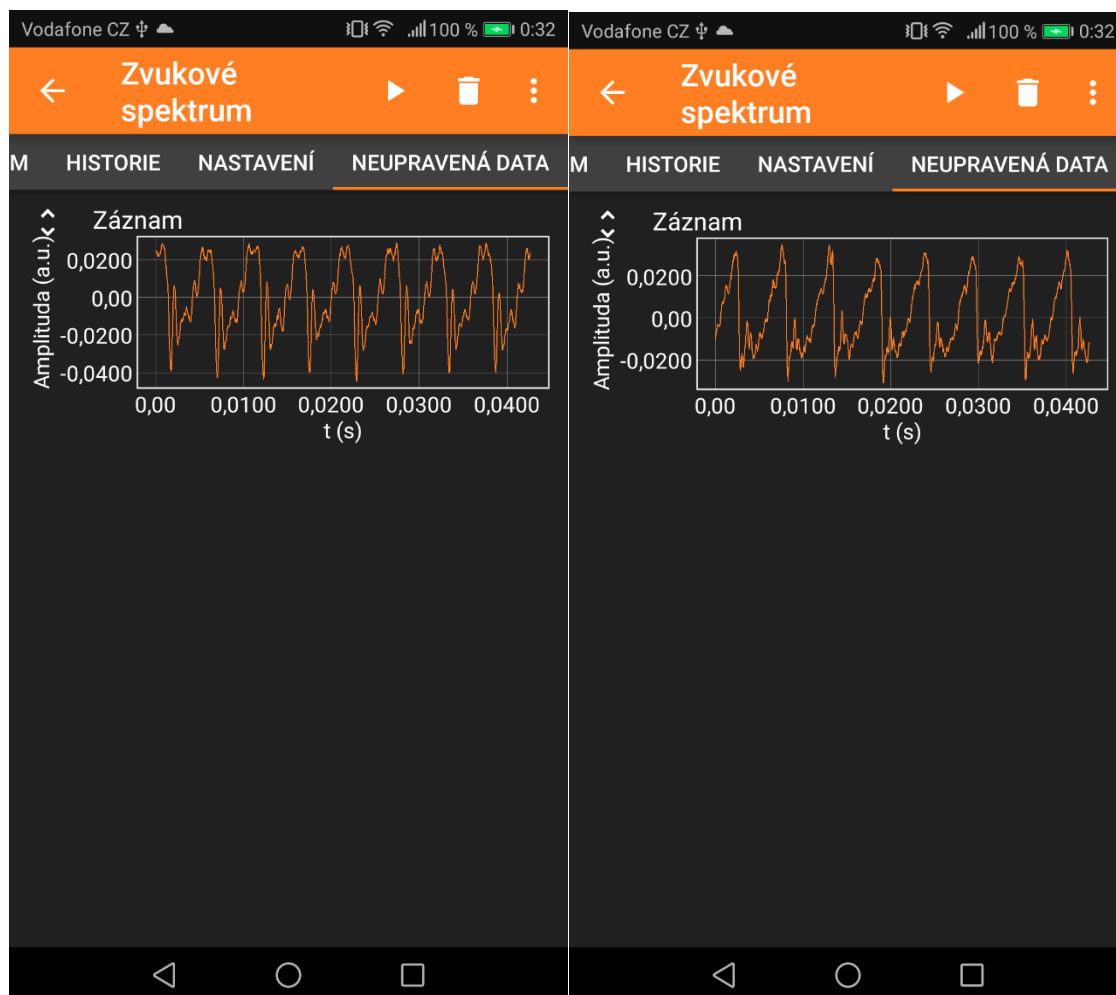 Vodafone CZ 100 % 0:32
Zvukové
spektrum
M HISTORIE NASTAVENÍ NEUPRAVENÁ DATA
Záznam
Amplituda (a.u.)
0,0200
0,00
-0,0200
-0,0400
0,00 0,0100 0,0200 0,0300 0,0400
t (s)
Vodafone CZ 100 % 0:32
Zvukové
spektrum
M HISTORIE NASTAVENÍ NEUPRAVENÁ DATA
Záznam
Amplituda (a.u.)
0,0200
0,00
-0,0200
0,00 0,0100 0,0200 0,0300 0,0400
t (s)